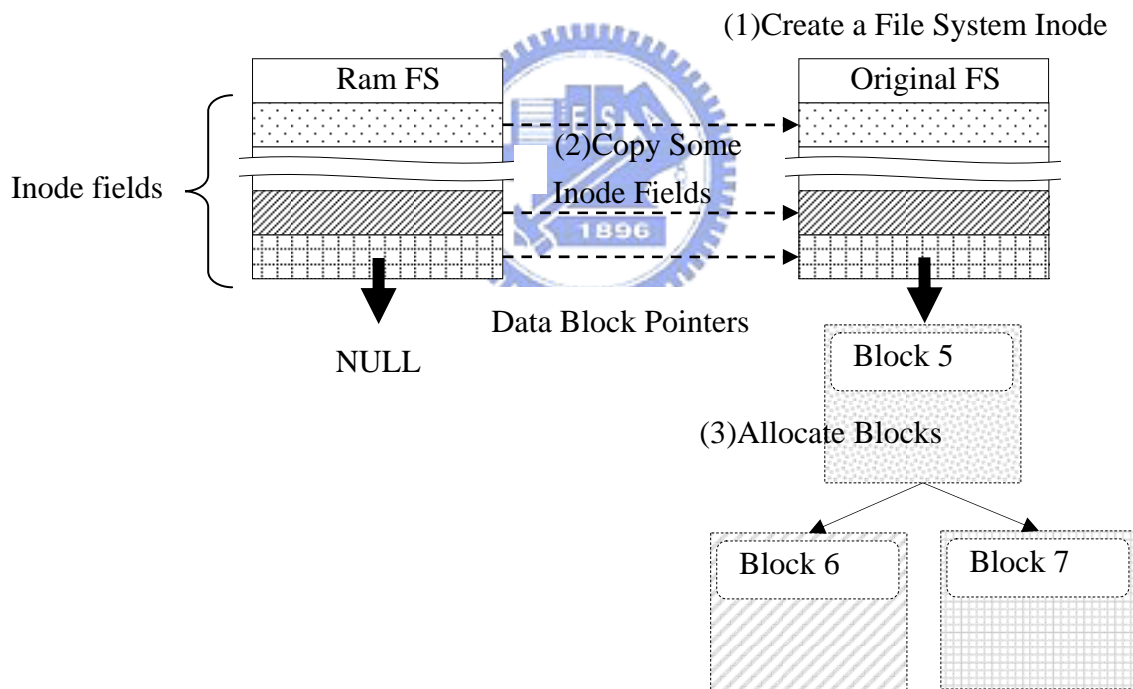 (1)Create a File System Inode
Ram FS
Original FS
E S
(2)Copy Some
Inode fields
Inode Fields
1896
Data Block Pointers
NULL
Block 5
(3)Allocate Blocks
Block 6
Block 7